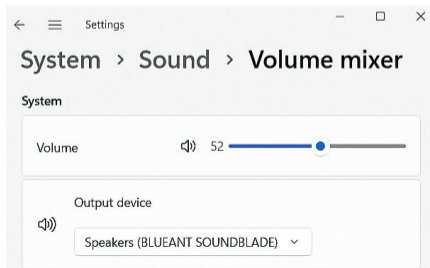 Settings
System > Sound > Volume mixer
System
Volume 52
Output device
Speakers (BLUEANT SOUNDBLADE)